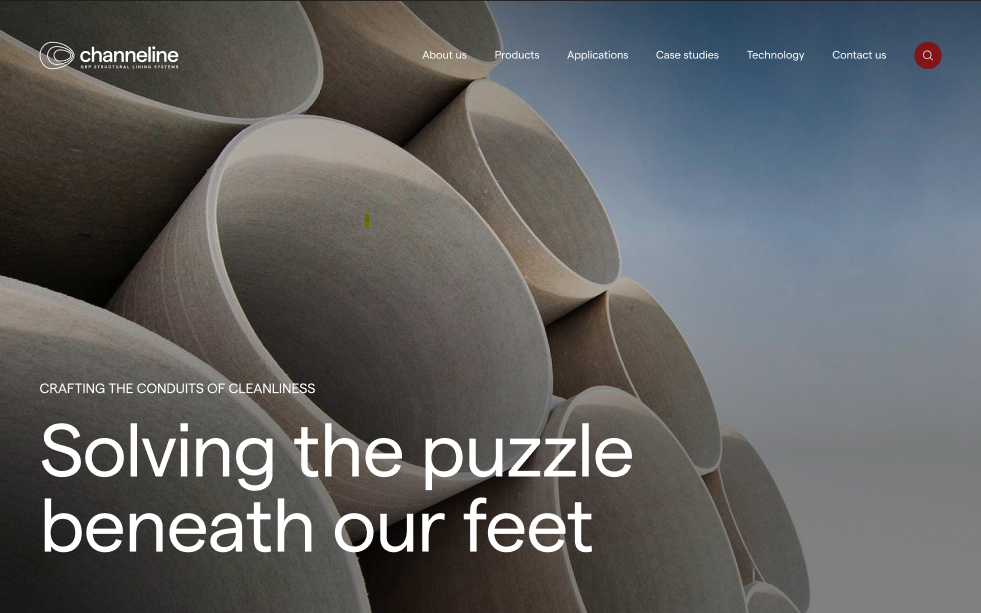 channeline
GRP STRUCTURAL LINING SYSTEMS
About us
Products
Applications
Case studies
Technology
Contact us
CRAFTING THE CONDUITS OF CLEANLINESS
Solving the puzzle
beneath our feet